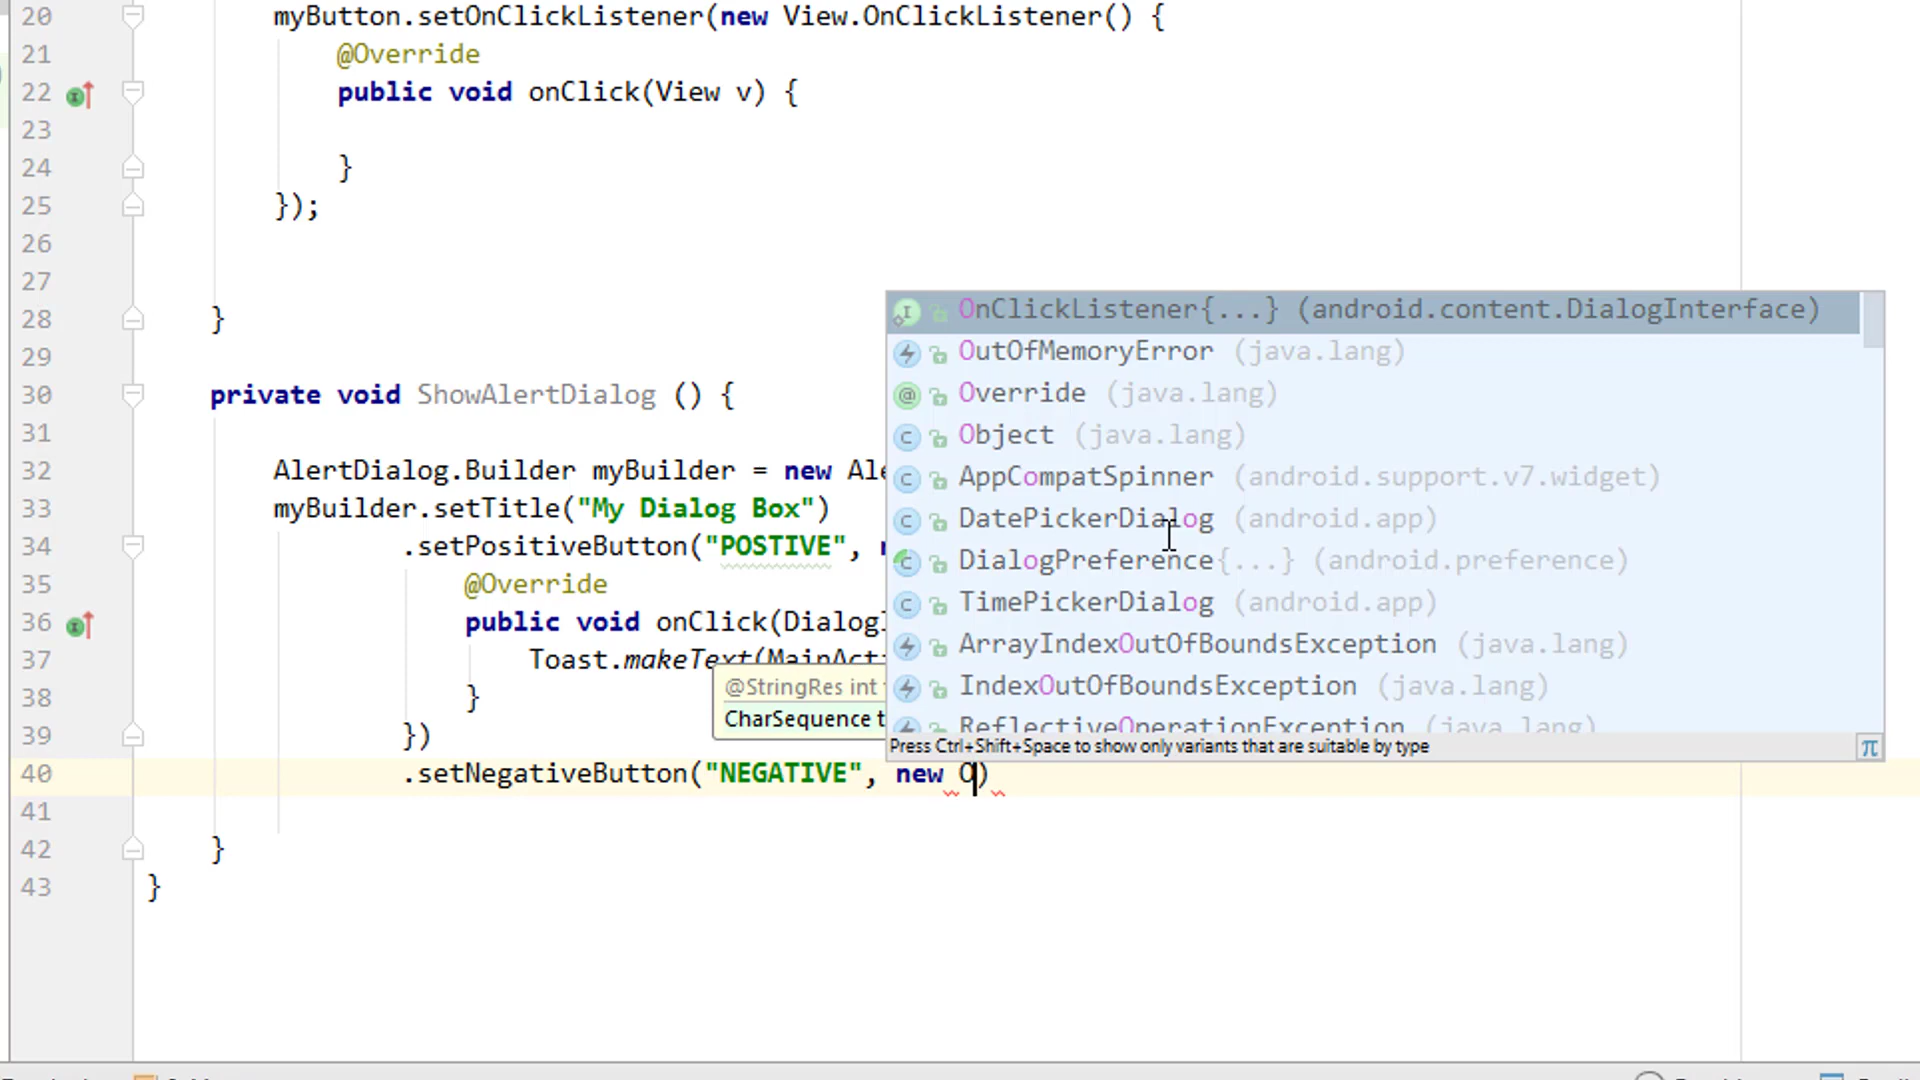 20 myButton.setOnClickListener(new View.OnClickListener() {
21 @Override
22 public void onClick(View v) {
23
24 }
25 });
26
27
28 }
29
30 private void ShowAlertDialog () {
31
32 AlertDialog.Builder myBuilder = new Ale
33 myBuilder.setTitle("My Dialog Box")
34 .setPositiveButton("POSTIVE", n
35 @Override
36 public void onClick(DialogI
37 Toast.makeText(MainActi
38 }
39 })
40 .setNegativeButton("NEGATIVE", new O)
41
42 }
43 }
OnClickListener{...} (android.content.DialogInterface)
OutOfMemoryError (java.lang)
Override (java.lang)
Object (java.lang)
AppCompatSpinner (android.support.v7.widget)
DatePickerDialog (android.app)
DialogPreference{...} (android.preference)
TimePickerDialog (android.app)
ArrayIndexOutOfBoundsException (java.lang)
IndexOutOfBoundsException (java.lang)
ReflectiveOperationException (java.lang)
Press Ctrl+Shift+Space to show only variants that are suitable by type
π
@StringRes int
CharSequence t